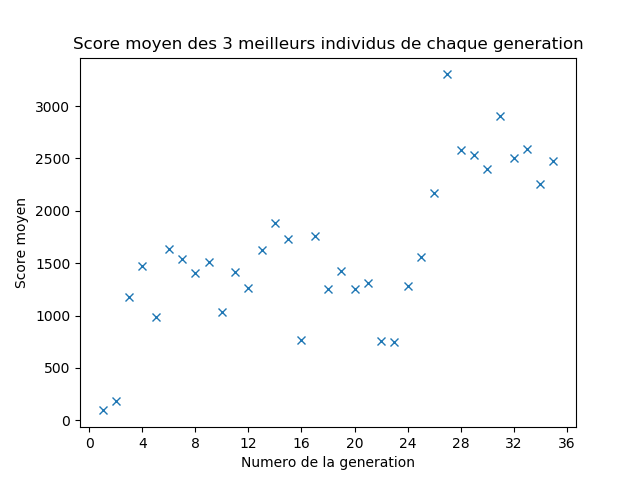 Score moyen des 3 meilleurs individus de chaque generation
3000
2500
2000
1500
1000
500
0
Score moyen
0 4 8 12 16 20 24 28 32 36
Numero de la generation